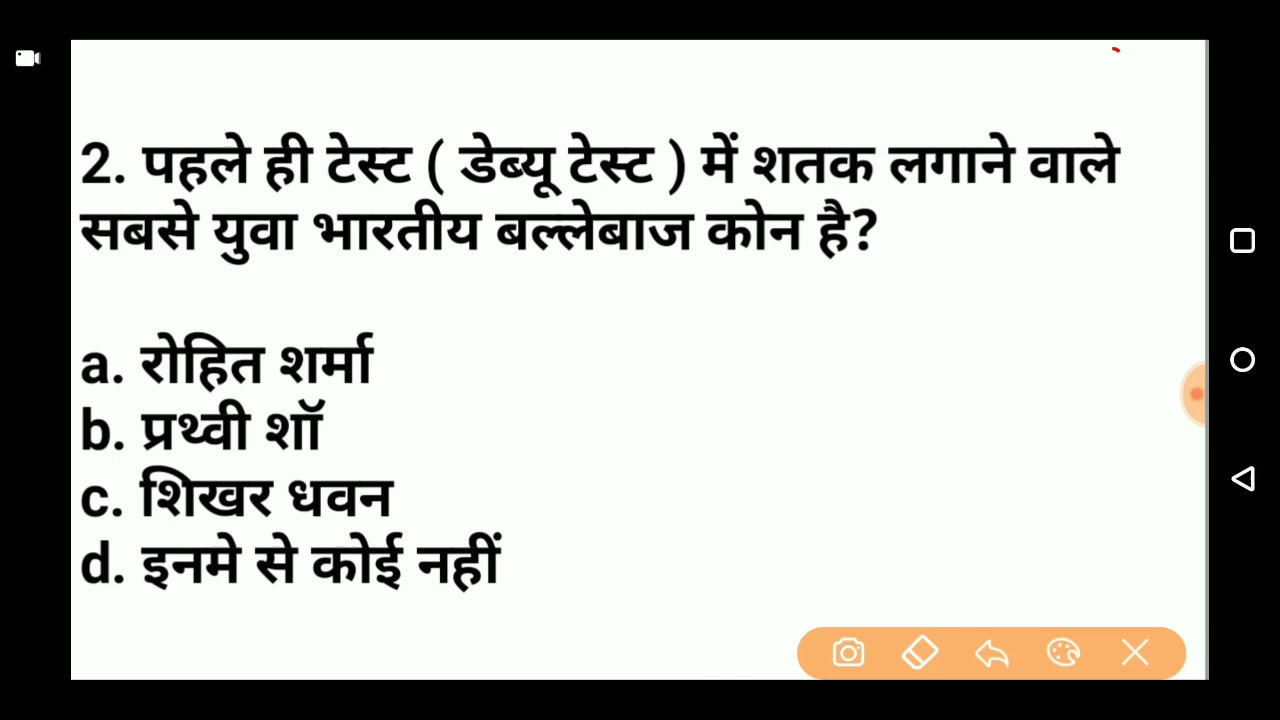 2. पहले ही टेस्ट ( डेब्यू टेस्ट ) में शतक लगाने वाले
सबसे युवा भारतीय बल्लेबाज कोन है?
a. रोहित शर्मा
b. प्रथ्वी शॉ
c. शिखर धवन
d. इनमे से कोई नहीं